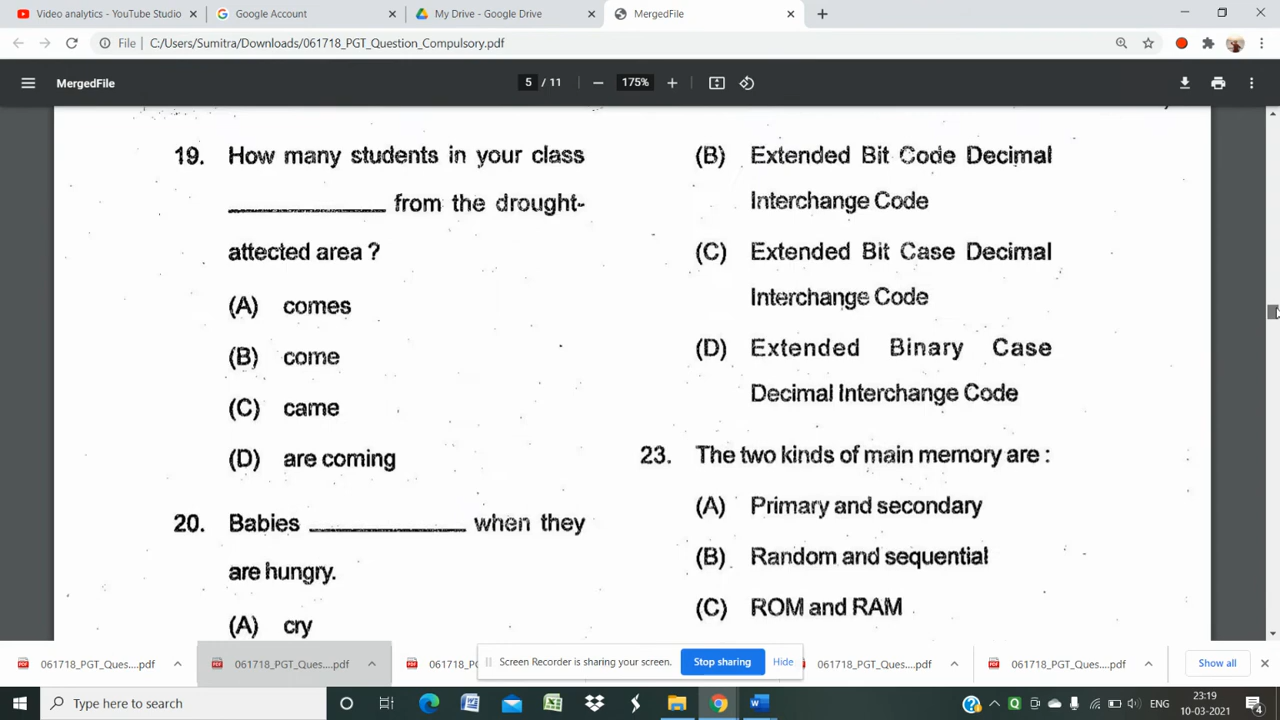 Video analytics - YouTube Studio
Google Account
My Drive - Google Drive
MergedFile
File
C:/Users/Sumitra/Downloads/061718_PGT_Question_Compulsory.pdf
MergedFile
5 / 11
175%
19. How many students in your class
____________ from the drought-
attected area ?
(A) comes
(B) come
(C) came
(D) are coming
20. Babies ____________ when they
are hungry.
(A) cry
(B) Extended Bit Code Decimal
Interchange Code
(C) Extended Bit Case Decimal
Interchange Code
(D) Extended Binary Case
Decimal Interchange Code
23. The two kinds of main memory are :
(A) Primary and secondary
(B) Random and sequential
(C) ROM and RAM
061718_PGT_Ques....pdf
061718_PGT_Ques....pdf
061718_PG
Screen Recorder is sharing your screen.
Stop sharing
Hide
061718_PGT_Ques....pdf
061718_PGT_Ques....pdf
Show all
Type here to search
ENG
23:19
10-03-2021
4